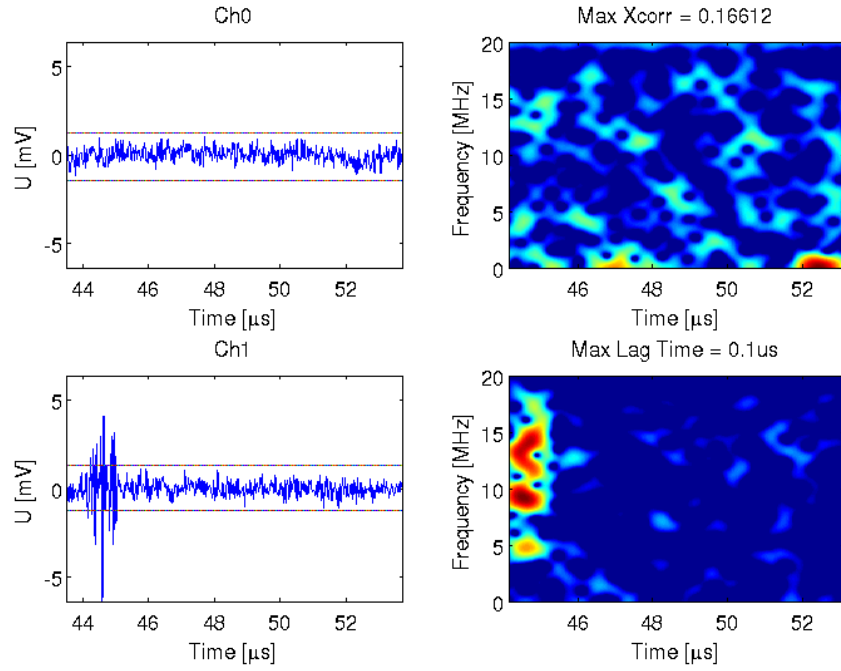 Ch0
Max Xcorr = 0.16612
U [mV]
5
0
-5
44 46 48 50 52
Time [μs]
Frequency [MHz]
20
15
10
5
0
46 48 50 52
Time [μs]
Ch1
Max Lag Time = 0.1us
U [mV]
5
0
-5
44 46 48 50 52
Time [μs]
Frequency [MHz]
20
15
10
5
0
46 48 50 52
Time [μs]